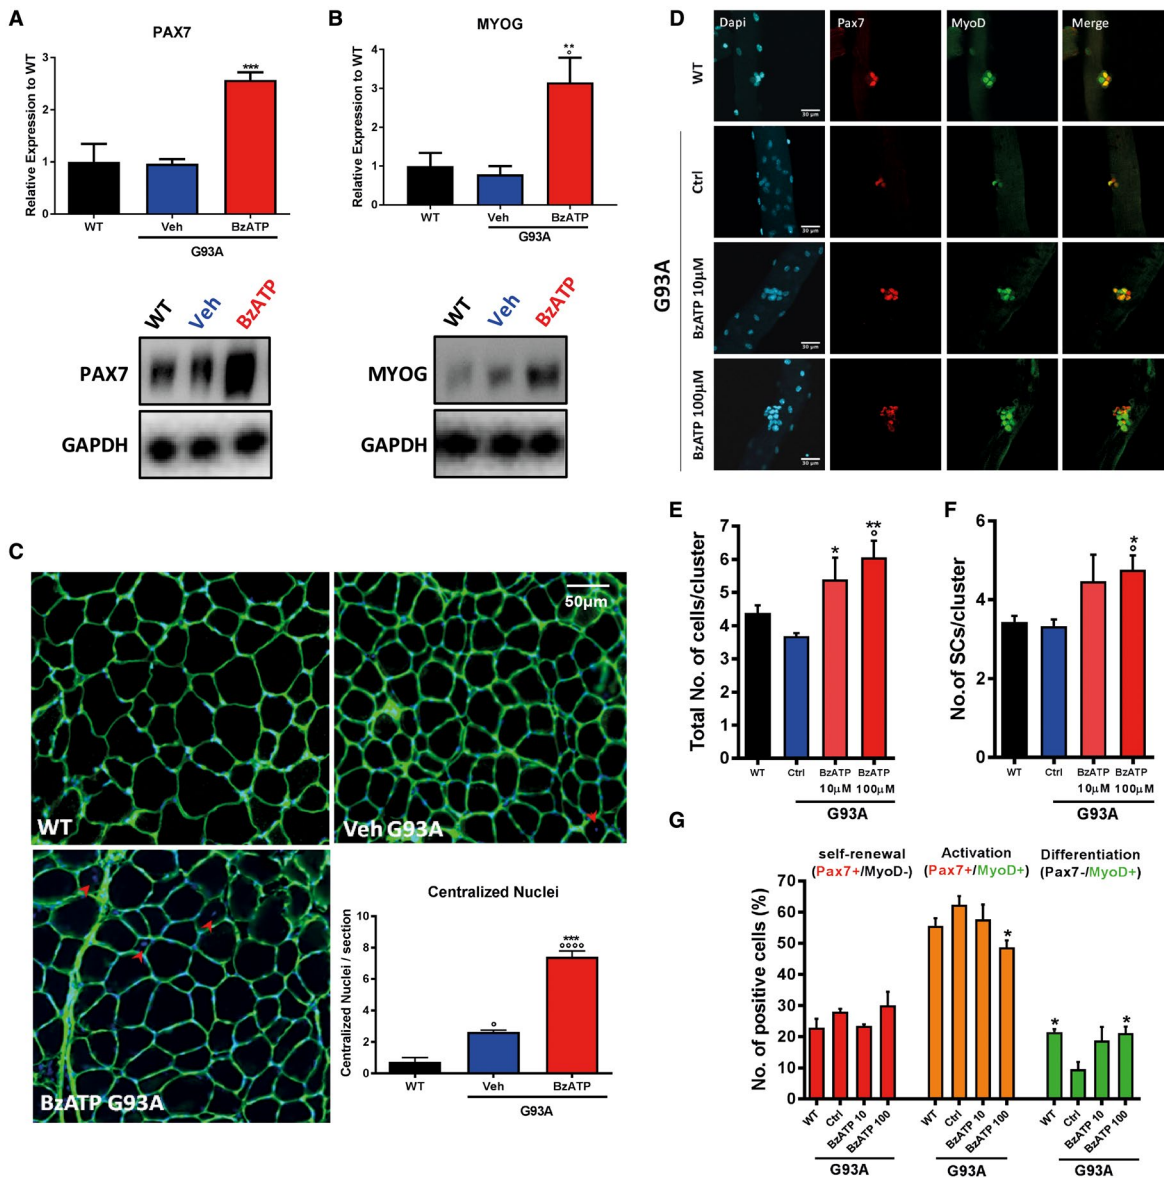 A
PAX7
Relative Expression to WT
3
2
1
0
***
WT
Veh
BzATP
G93A
WT
Veh
BzATP
PAX7
GAPDH
B
MYOG
Relative Expression to WT
4
3
2
1
0
**
°
WT
Veh
BzATP
G93A
WT
Veh
BzATP
MYOG
GAPDH
C
50µm
WT
Veh G93A
BzATP G93A
Centralized Nuclei
Centralized Nuclei / section
10
8
6
4
2
0
°
***
°°°°
WT
Veh
BzATP
G93A
D
Dapi
Pax7
MyoD
Merge
WT
30 µm
G93A
Ctrl
30 µm
BzATP 10µM
30 µm
BzATP 100µM
30 µm
E
Total No. of cells/cluster
7
6
5
4
3
2
1
0
*
**
°
WT
Ctrl
BzATP
10µM
BzATP
100µM
G93A
F
No.of SCs/cluster
6
4
2
0
*
°
WT
Ctrl
BzATP
10µM
BzATP
100µM
G93A
G
self-renewal
(Pax7+/MyoD-)
Activation
(Pax7+/MyoD+)
Differentiation
(Pax7-/MyoD+)
No. of positive cells (%)
70
60
50
40
30
20
10
0
*
*
*
WT
Ctrl
BzATP 10
BzATP 100
G93A
WT
Ctrl
BzATP 10
BzATP 100
G93A
WT
Ctrl
BzATP 10
BzATP 100
G93A